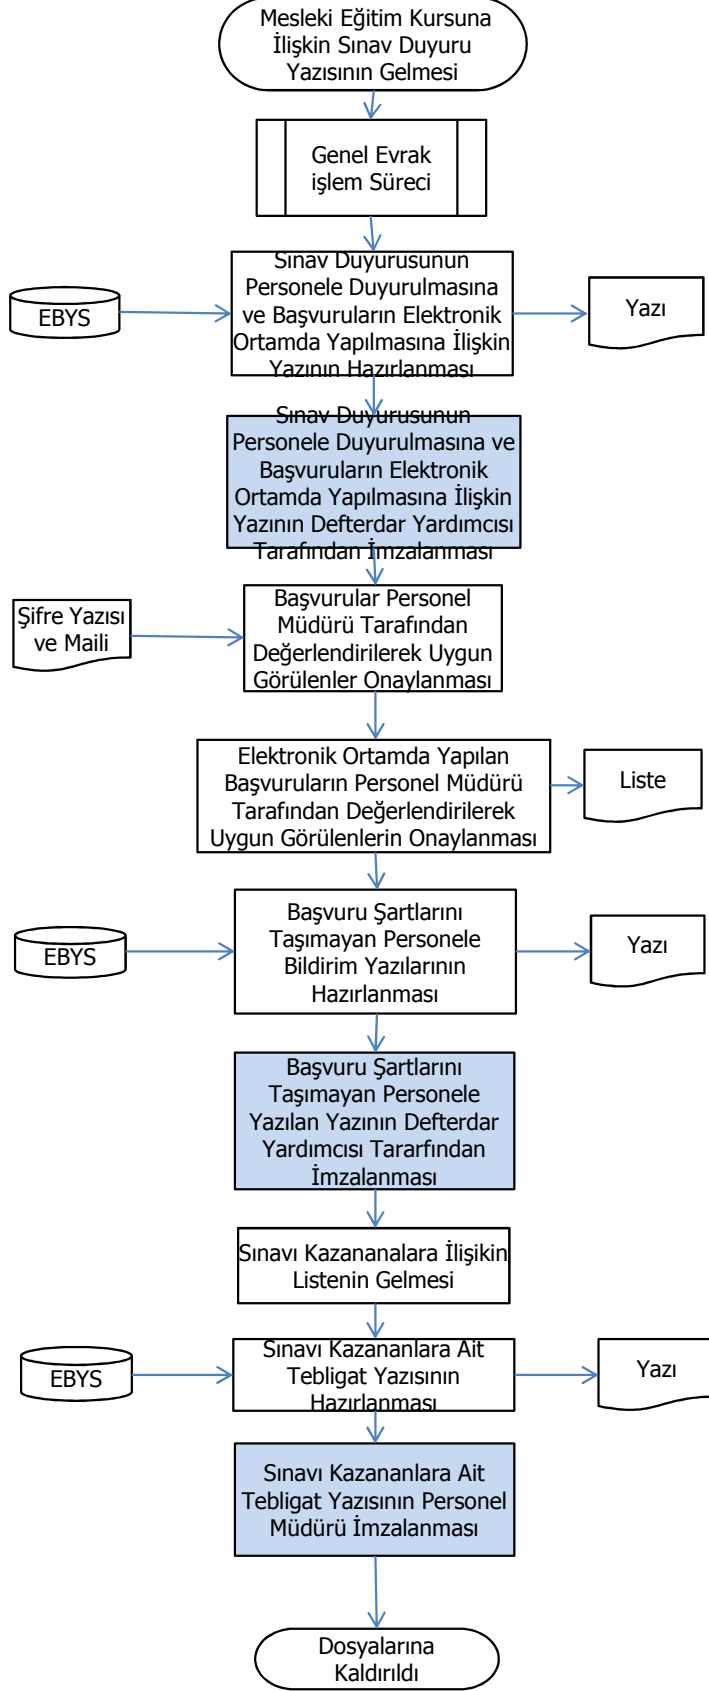 Mesleki Eğitim Kursuna
İlişkin Sınav Duyuru
Yazısının Gelmesi
Genel Evrak
işlem Süreci
Sınav Duyurusunun
Personele Duyurulmasına
ve Başvuruların Elektronik
Ortamda Yapılmasına İlişkin
Yazının Hazırlanması
EBYS
Yazı
Sınav Duyurusunun
Personele Duyurulmasına ve
Başvuruların Elektronik
Ortamda Yapılmasına İlişkin
Yazının Defterdar Yardımcısı
Tarafından İmzalanması
Şifre Yazısı
ve Maili
Başvurular Personel
Müdürü Tarafından
Değerlendirilerek Uygun
Görülenler Onaylanması
Elektronik Ortamda Yapılan
Başvuruların Personel Müdürü
Tarafından Değerlendirilerek
Uygun Görülenlerin Onaylanması
Liste
Başvuru Şartlarını
Taşımayan Personele
Bildirim Yazılarının
Hazırlanması
EBYS
Yazı
Başvuru Şartlarını
Taşımayan Personele
Yazılan Yazının Defterdar
Yardımcısı Tararfından
İmzalanması
Sınavı Kazananalara İlişikin
Listenin Gelmesi
Sınavı Kazananlara Ait
Tebligat Yazısının
Hazırlanması
EBYS
Yazı
Sınavı Kazananlara Ait
Tebligat Yazısının Personel
Müdürü İmzalanması
Dosyalarına
Kaldırıldı